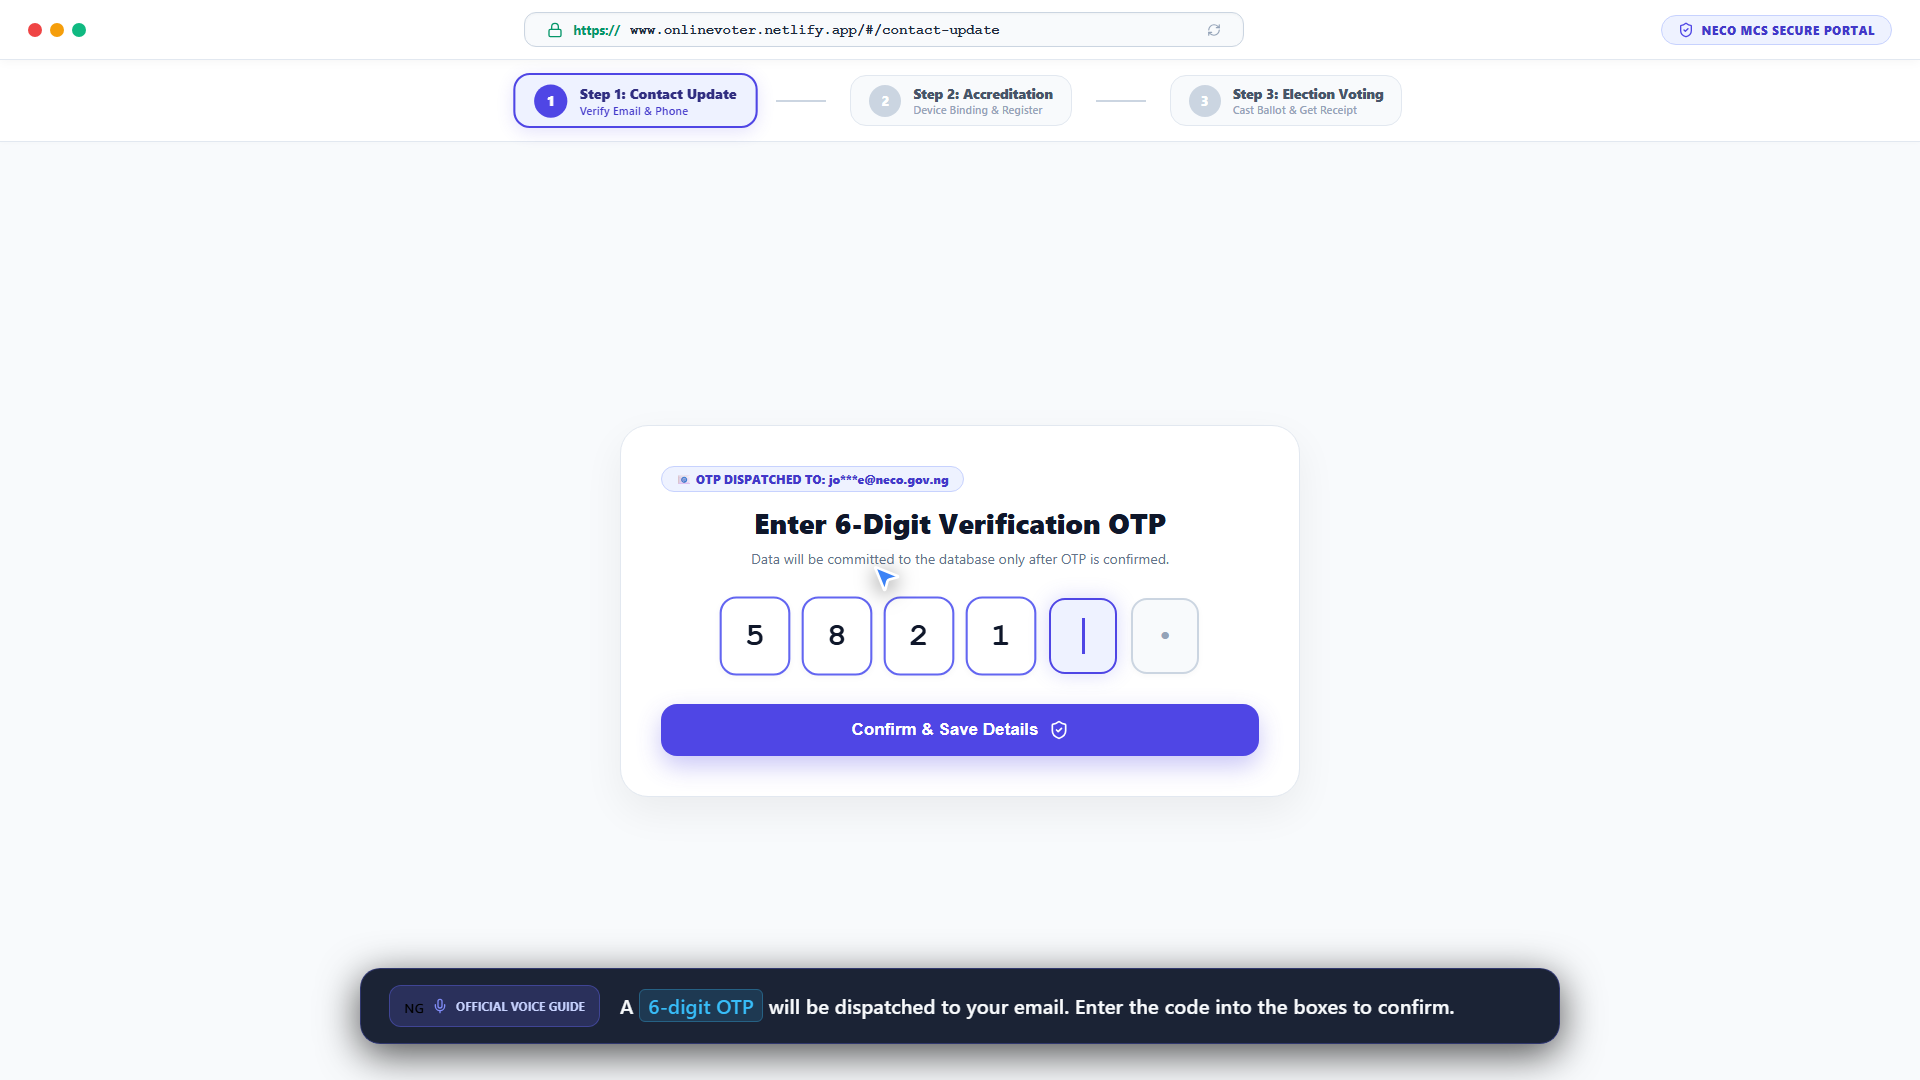 https:// www.onlinevoter.netlify.app/#/contact-update
NECO MCS SECURE PORTAL
1
Step 1: Contact Update
Verify Email & Phone
2
Step 2: Accreditation
Device Binding & Register
3
Step 3: Election Voting
Cast Ballot & Get Receipt
OTP DISPATCHED TO: jo***e@neco.gov.ng
Enter 6-Digit Verification OTP
Data will be committed to the database only after OTP is confirmed.
5 8 2 1 •
Confirm & Save Details
NG OFFICIAL VOICE GUIDE
A 6-digit OTP will be dispatched to your email. Enter the code into the boxes to confirm.